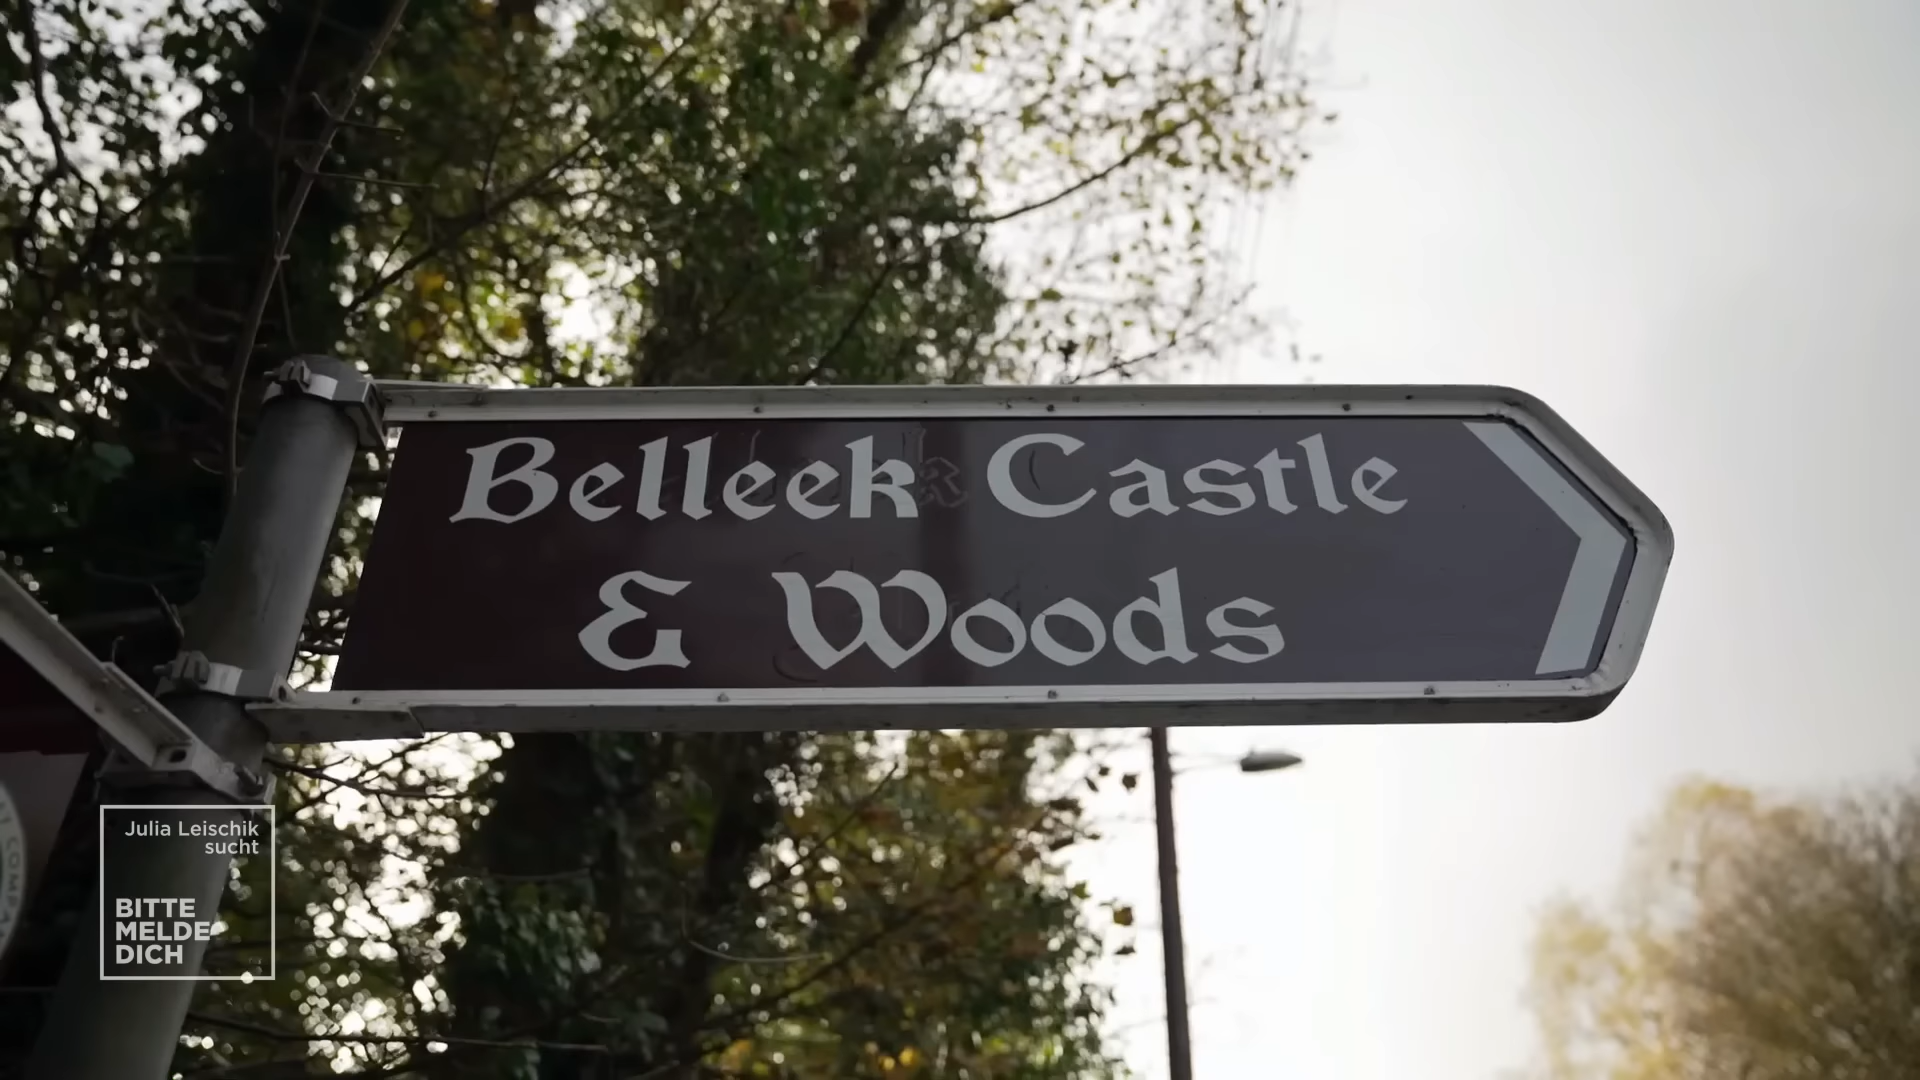 Belleek Castle
& Woods
Julia Leischik
sucht
BITTE
MELDE
DICH